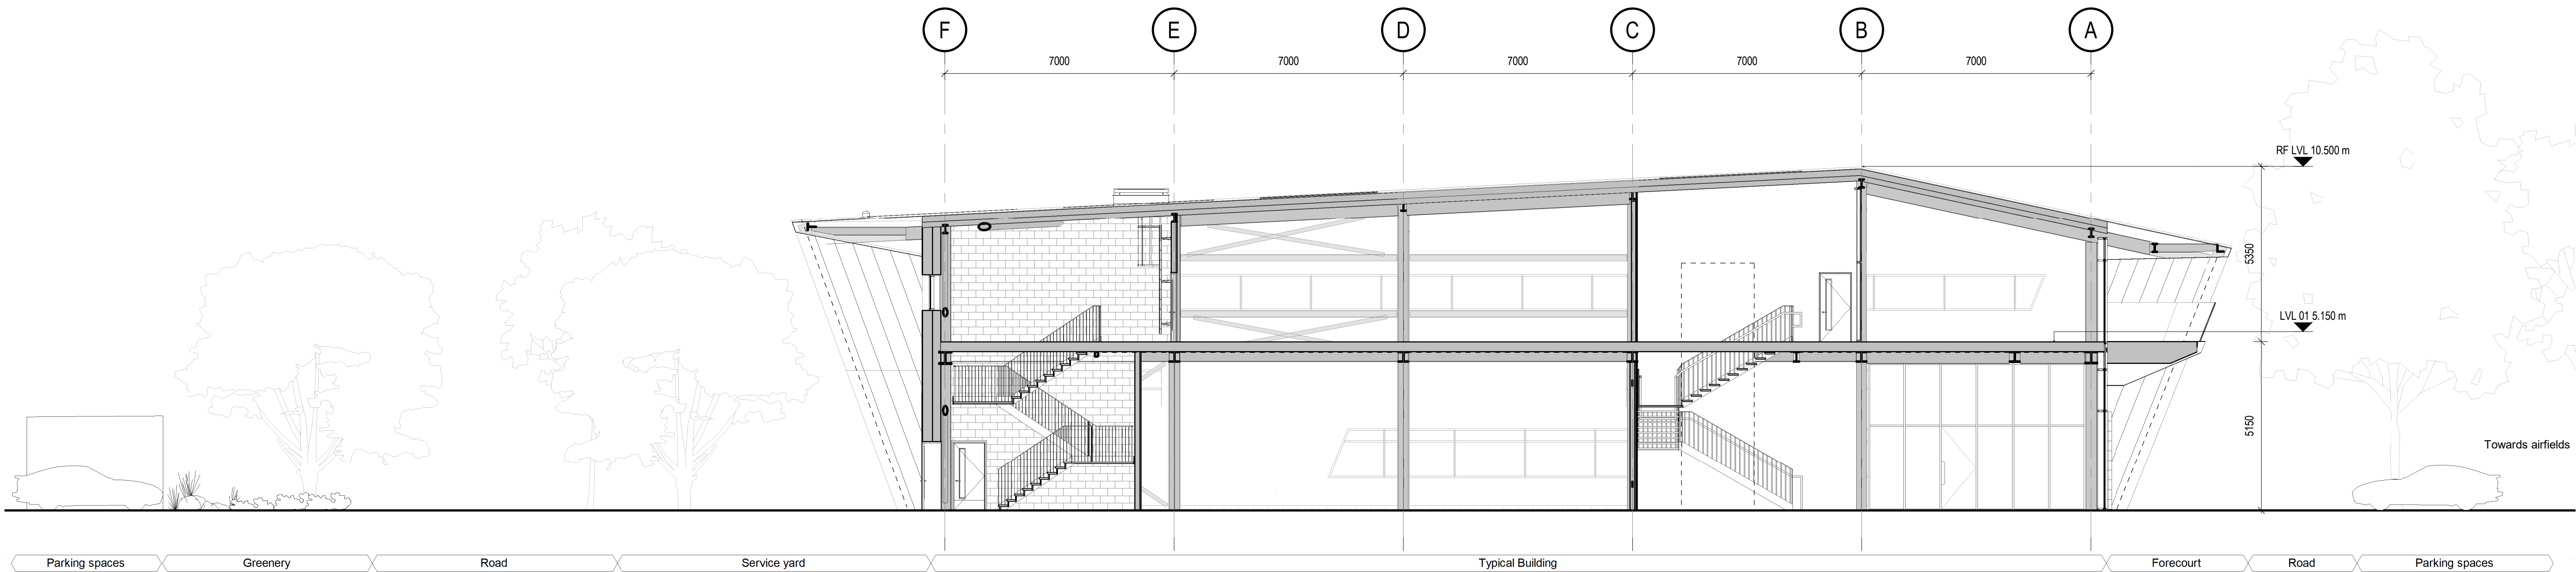 F E D C B A
7000 7000 7000 7000 7000
RF LVL 10.500 m
5350
LVL 01 5.150 m
5150
Towards airfields
Parking spaces Greenery Road Service yard Typical Building Forecourt Road Parking spaces